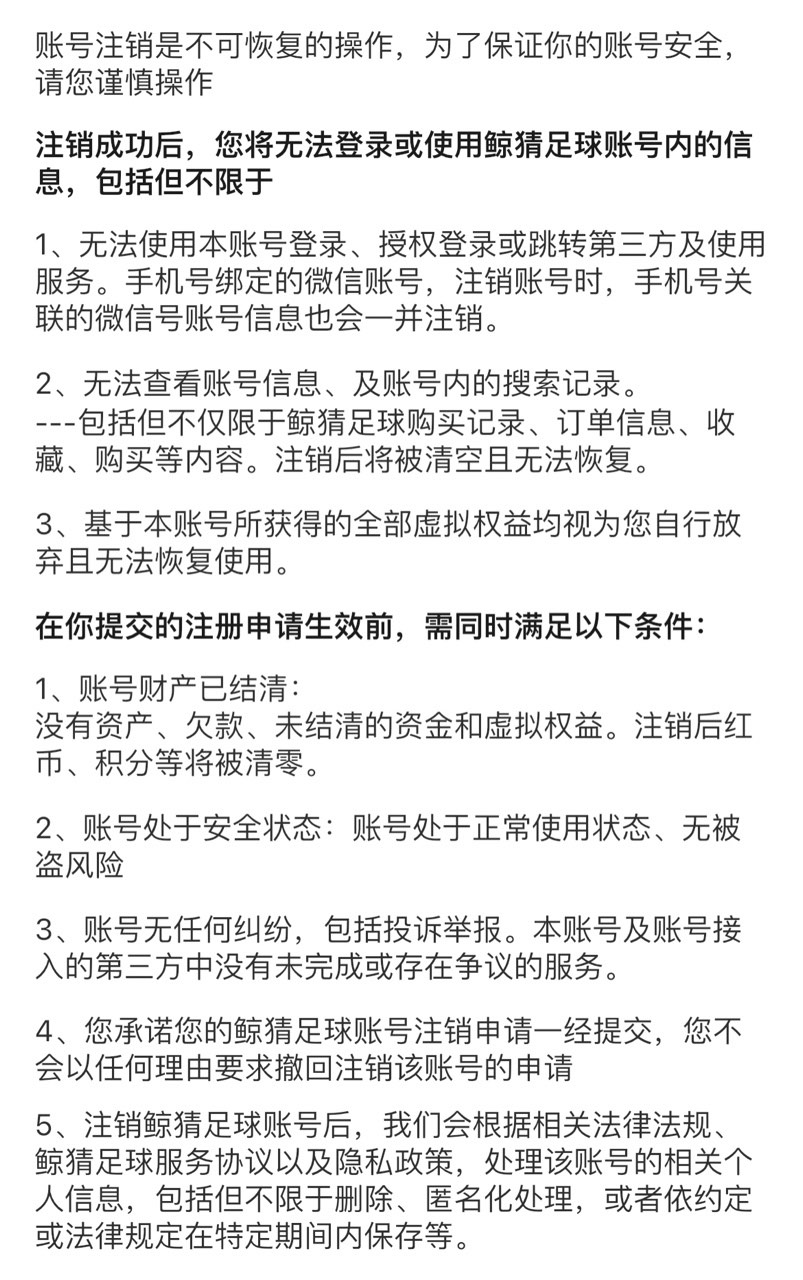 账号注销是不可恢复的操作，为了保证你的账号安全，
请您谨慎操作
注销成功后，您将无法登录或使用鲸猜足球账号内的信
息，包括但不限于
1、无法使用本账号登录、授权登录或跳转第三方及使用
服务。手机号绑定的微信账号，注销账号时，手机号关
联的微信号账号信息也会一并注销。
2、无法查看账号信息、及账号内的搜索记录。
---包括但不仅限于鲸猜足球购买记录、订单信息、收
藏、购买等内容。注销后将被清空且无法恢复。
3、基于本账号所获得的全部虚拟权益均视为您自行放
弃且无法恢复使用。
在你提交的注册申请生效前，需同时满足以下条件：
1、账号财产已结清：
没有资产、欠款、未结清的资金和虚拟权益。注销后红
币、积分等将被清零。
2、账号处于安全状态：账号处于正常使用状态、无被
盗风险
3、账号无任何纠纷，包括投诉举报。本账号及账号接
入的第三方中没有未完成或存在争议的服务。
4、您承诺您的鲸猜足球账号注销申请一经提交，您不
会以任何理由要求撤回注销该账号的申请
5、注销鲸猜足球账号后，我们会根据相关法律法规、
鲸猜足球服务协议以及隐私政策，处理该账号的相关个
人信息，包括但不限于删除、匿名化处理，或者依约定
或法律规定在特定期间内保存等。